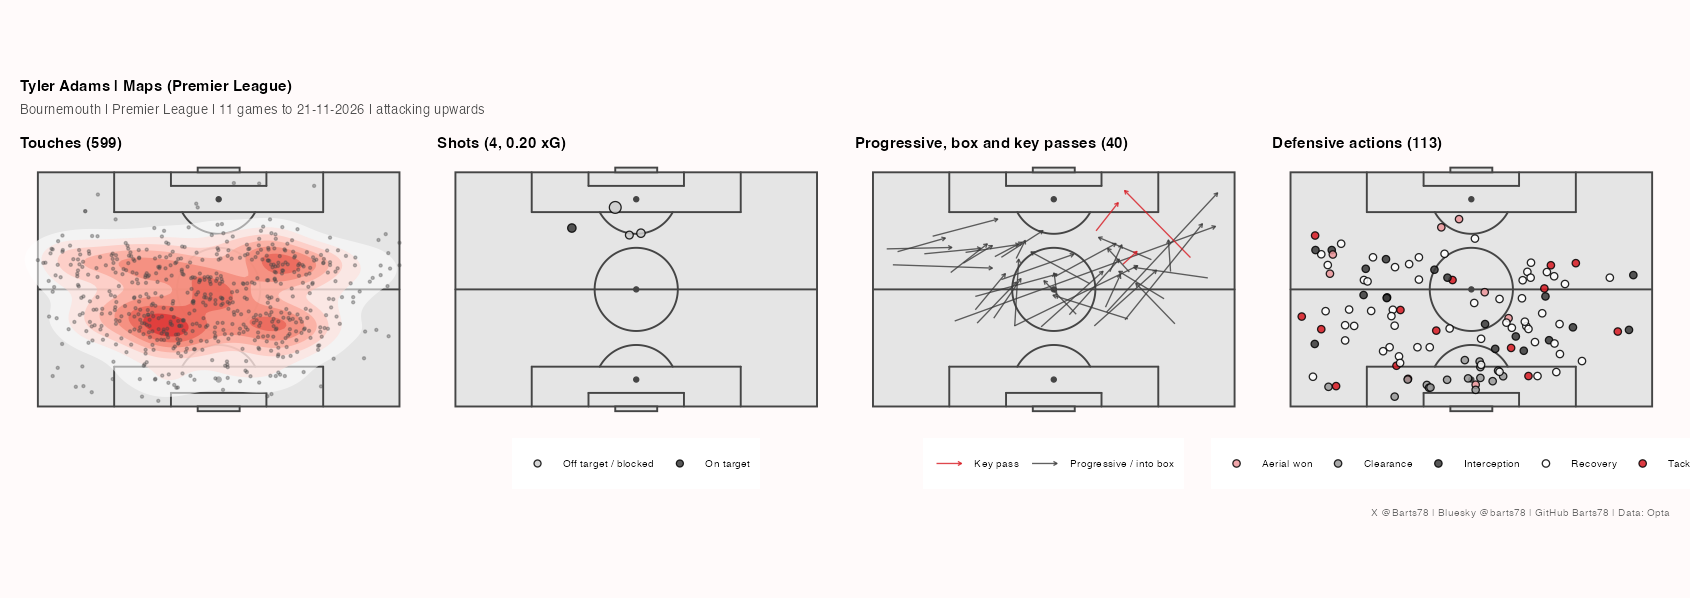 Tyler Adams | Maps (Premier League)
Bournemouth | Premier League | 11 games to 21-11-2026 | attacking upwards
Touches (599)
Shots (4, 0.20 xG)
Progressive, box and key passes (40)
Defensive actions (113)
Off target / blocked
On target
Key pass
Progressive / into box
Aerial won
Clearance
Interception
Recovery
Tack
X @Barts78 | Bluesky @barts78 | GitHub Barts78 | Data: Opta